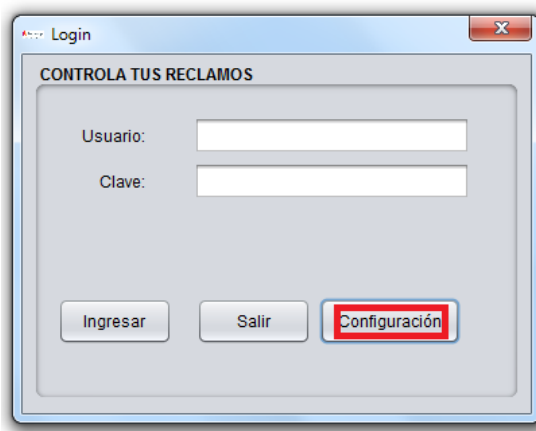 Login
CONTROLA TUS RECLAMOS
Usuario:
Clave:
Ingresar Salir Configuración